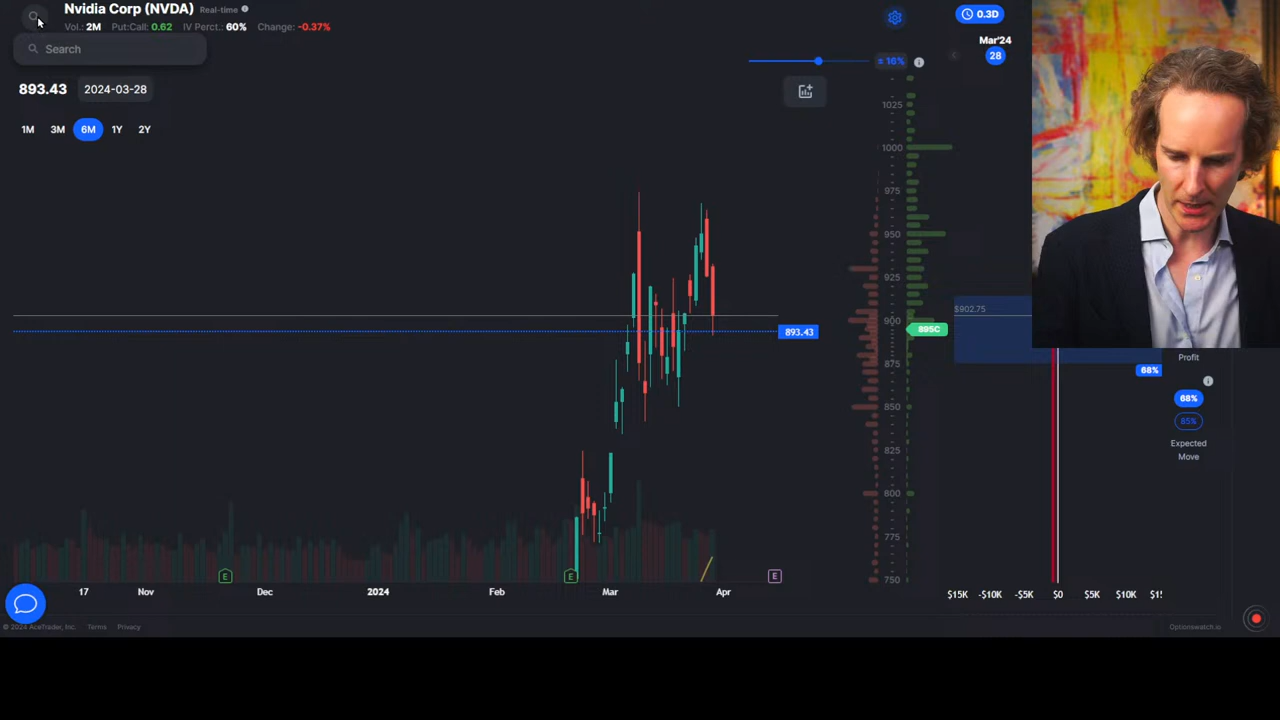 Nvidia Corp (NVDA) Real-time
Vol.: 2M Put:Call: 0.62 IV Perct.: 60% Change: -0.37%
0.3D
Search
Mar'24
28
± 16%
893.43 2024-03-28
1M 3M 6M 1Y 2Y
1025
1000
975
950
925
900
875
850
825
800
775
750
$902.75
893.43
895C
Profit
68%
68%
85%
Expected
Move
E
E
E
17 Nov Dec 2024 Feb Mar Apr
$15K -$10K -$5K $0 $5K $10K $1!
© 2024 AceTrader, Inc. Terms Privacy
Optionswatch.io